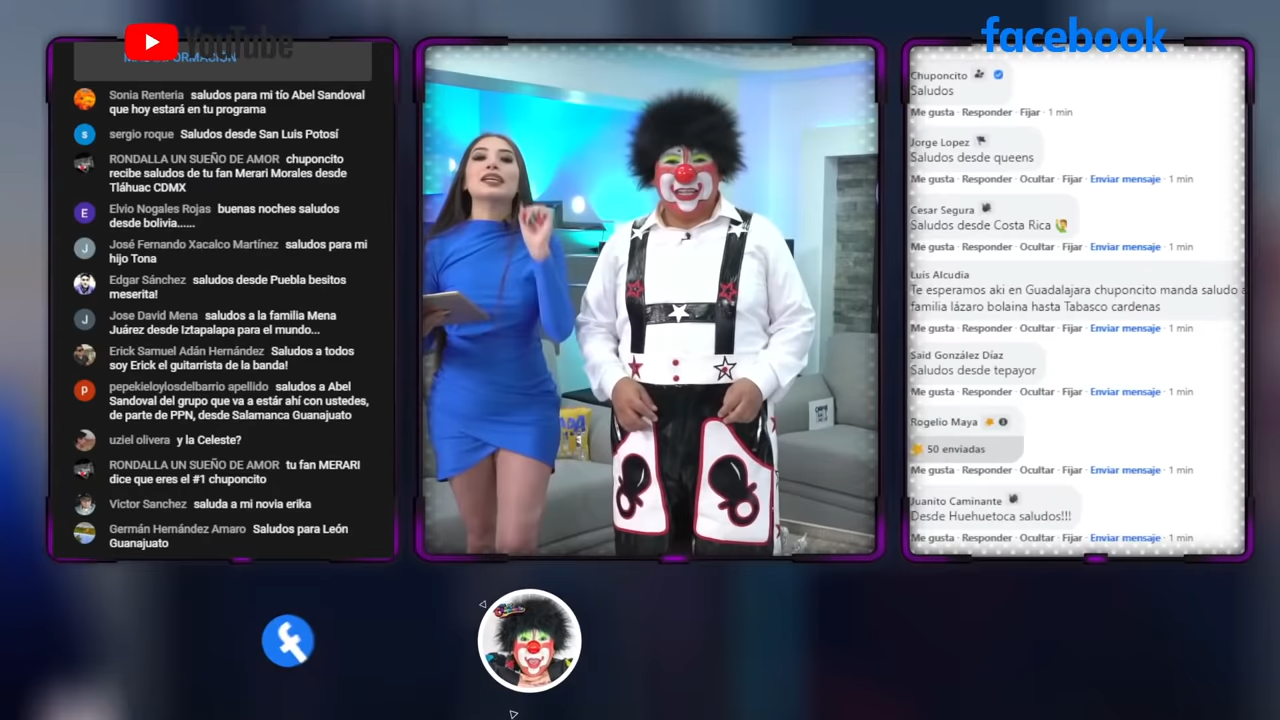 YouTube
MÁS INFORMACIÓN
Sonia Renteria saludos para mi tío Abel Sandoval
que hoy estará en tu programa
s
sergio roque Saludos desde San Luis Potosí
RONDALLA UN SUEÑO DE AMOR chuponcito
recibe saludos de tu fan Merari Morales desde
Tláhuac CDMX
E
Elvio Nogales Rojas buenas noches saludos
desde bolivia......
J
José Fernando Xacalco Martínez saludos para mi
hijo Tona
Edgar Sánchez saludos desde Puebla besitos
meserita!
J
Jose David Mena saludos a la familia Mena
Juárez desde Iztapalapa para el mundo...
Erick Samuel Adán Hernández Saludos a todos
soy Erick el guitarrista de la banda!
P
pepekieloylosdelbarrio apellido saludos a Abel
Sandoval del grupo que va a estár ahí con ustedes,
de parte de PPN, desde Salamanca Guanajuato
uziel olivera y la Celeste?
RONDALLA UN SUEÑO DE AMOR tu fan MERARI
dice que eres el #1 chuponcito
Victor Sanchez saluda a mi novia erika
Germán Hernández Amaro Saludos para León
Guanajuato
facebook
Chuponcito
Saludos
Me gusta · Responder · Fijar · 1 min
Jorge Lopez
Saludos desde queens
Me gusta · Responder · Ocultar · Fijar · Enviar mensaje · 1 min
Cesar Segura
Saludos desde Costa Rica 🙋
Me gusta · Responder · Ocultar · Fijar · Enviar mensaje · 1 min
Luis Alcudia
Te esperamos aki en Guadalajara chuponcito manda saludo a
familia lázaro bolaina hasta Tabasco cardenas
Me gusta · Responder · Ocultar · Fijar · Enviar mensaje · 1 min
Said González Díaz
Saludos desde tepayor
Me gusta · Responder · Ocultar · Fijar · Enviar mensaje · 1 min
Rogelio Maya
50 enviadas
Me gusta · Responder · Ocultar · Fijar · Enviar mensaje · 1 min
Juanito Caminante
Desde Huehuetoca saludos!!!
Me gusta · Responder · Ocultar · Fijar · Enviar mensaje · 1 min